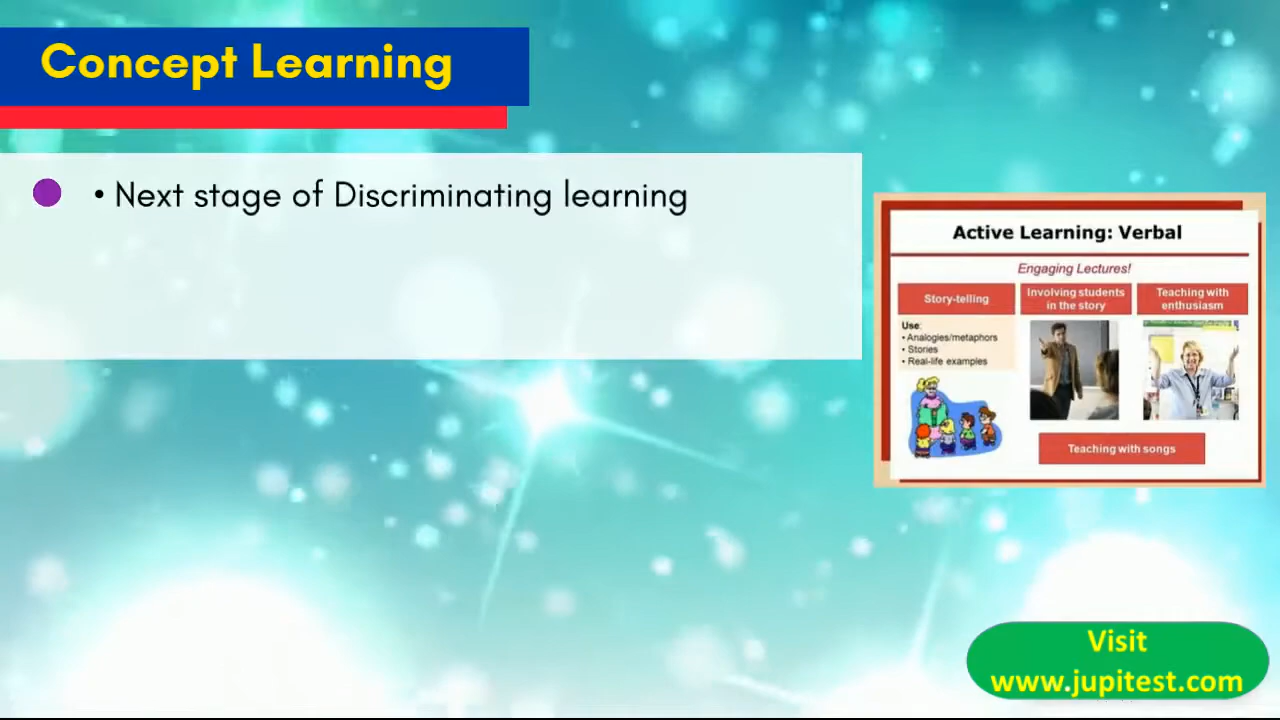 Concept Learning
• Next stage of Discriminating learning
Active Learning: Verbal
Engaging Lectures!
Story-telling
Involving students
in the story
Teaching with
enthusiasm
Use:
• Analogies/metaphors
• Stories
• Real-life examples
Teaching with songs
Visit
www.jupitest.com